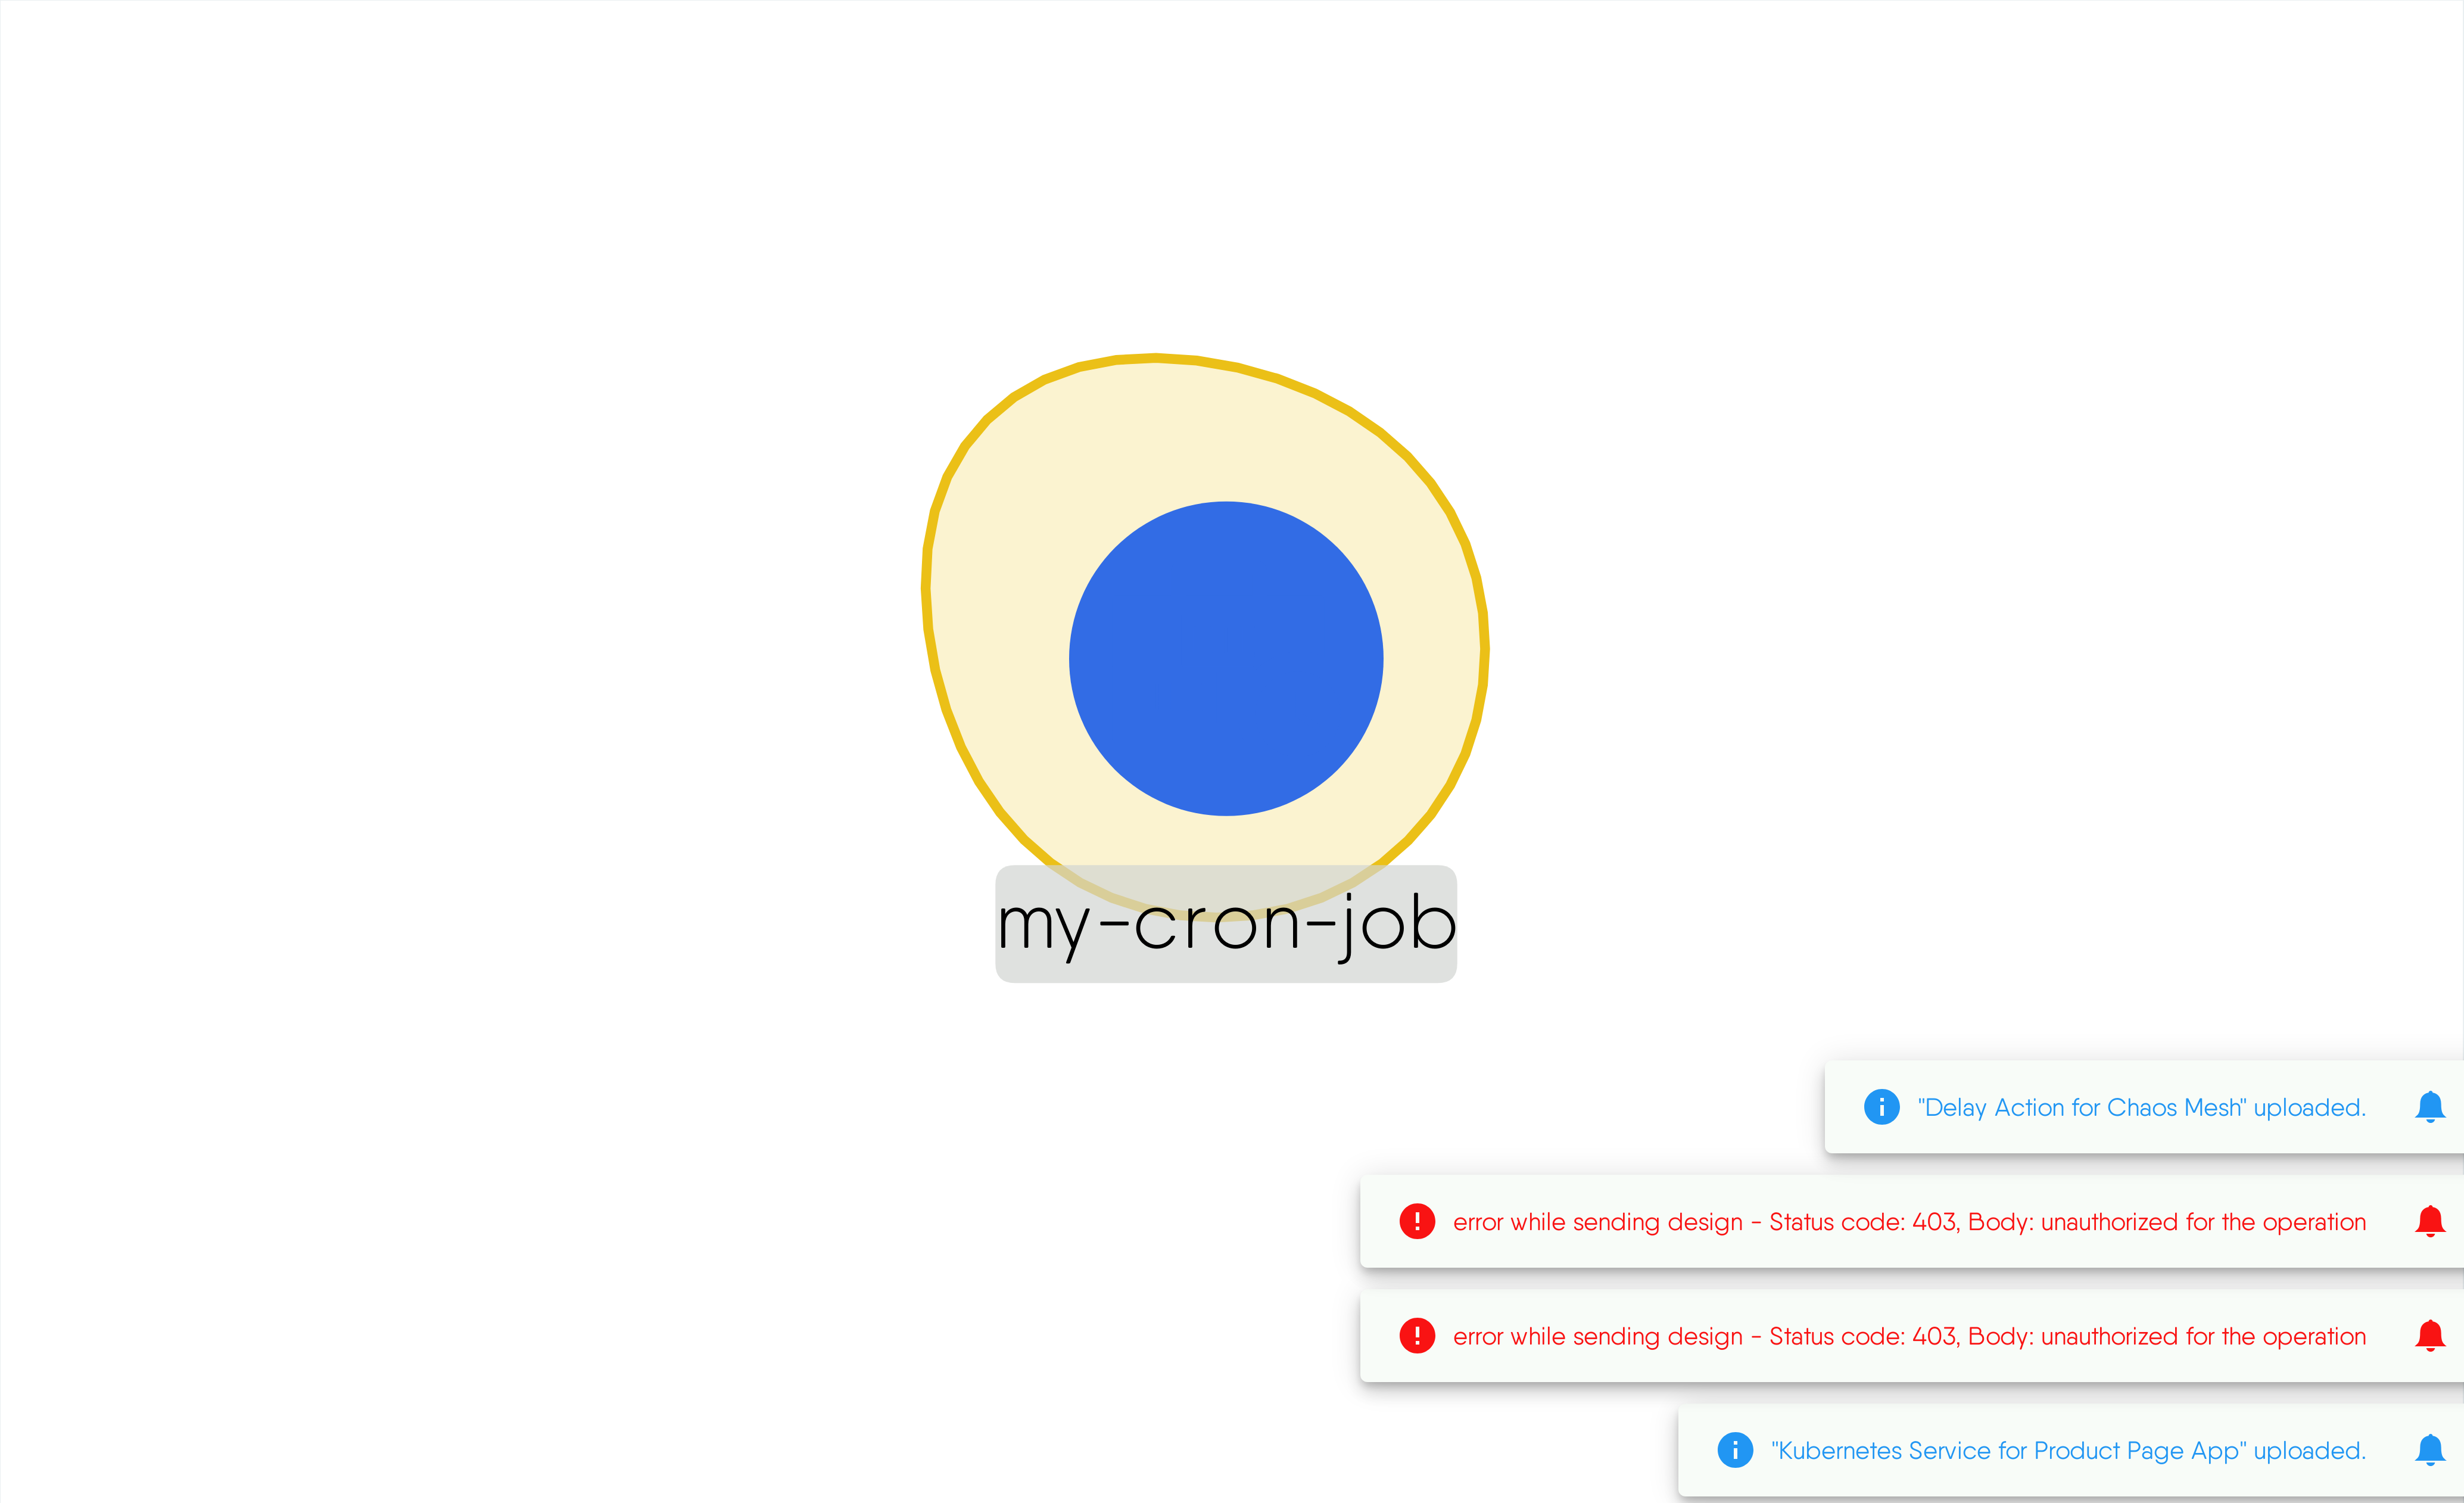 my-cron-job
"Delay Action for Chaos Mesh" uploaded.
error while sending design - Status code: 403, Body: unauthorized for the operation
error while sending design - Status code: 403, Body: unauthorized for the operation
"Kubernetes Service for Product Page App" uploaded.